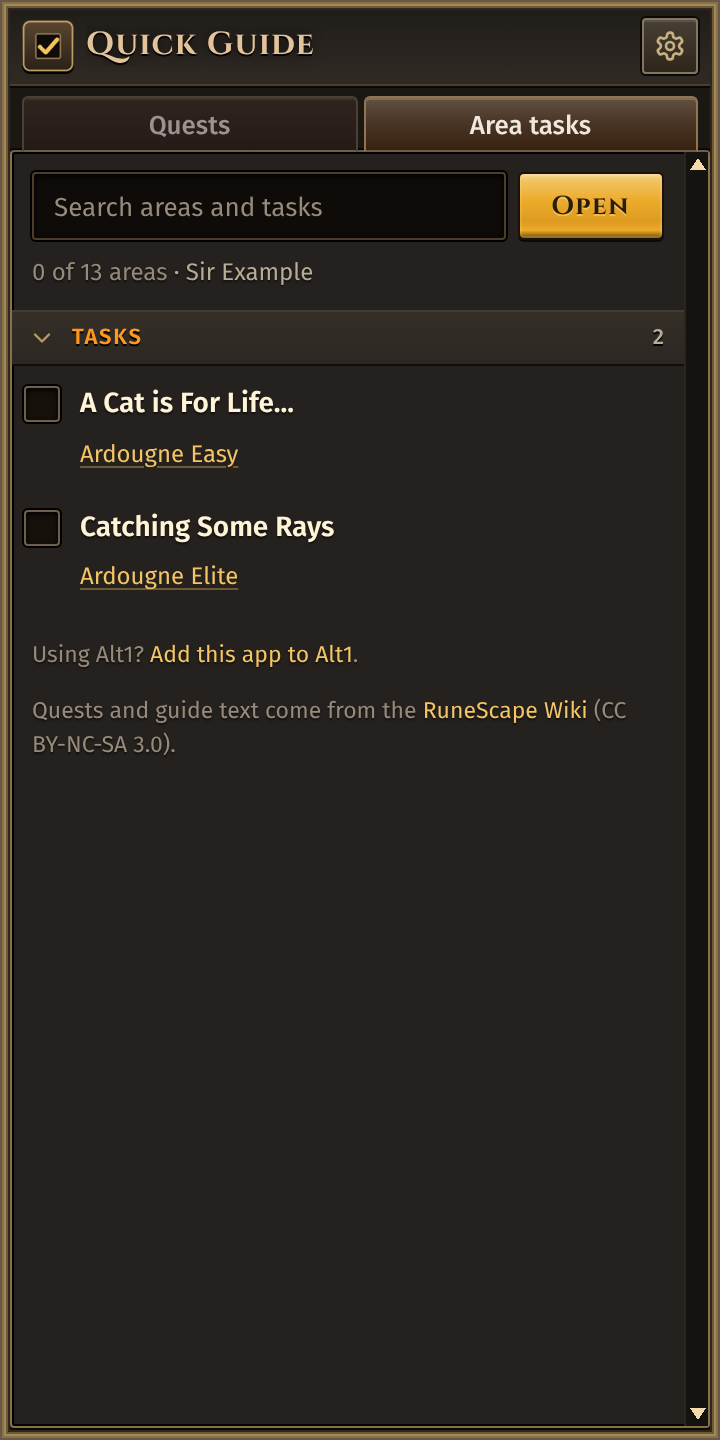 Quick Guide
Quests
Area tasks
Search areas and tasks
Open
0 of 13 areas · Sir Example
TASKS
2
A Cat is For Life...
Ardougne Easy
Catching Some Rays
Ardougne Elite
Using Alt1? Add this app to Alt1.
Quests and guide text come from the RuneScape Wiki (CC
BY-NC-SA 3.0).